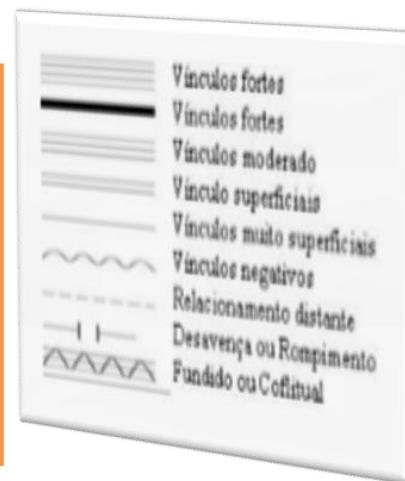 Vínculos fortes
Vínculos fortes
Vínculos moderado
Vínculo superficiais
Vínculos muito superficiais
Vínculos negativos
Relacionamento distante
Desavença ou Rompimento
Fundido ou Coflitual